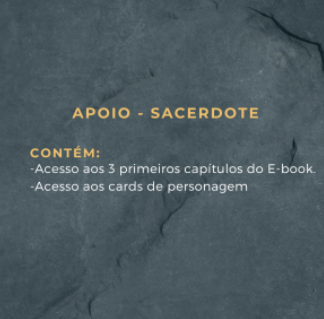 APOIO - SACERDOTE
CONTÉM:
-Acesso aos 3 primeiros capítulos do E-book.
-Acesso aos cards de personagem